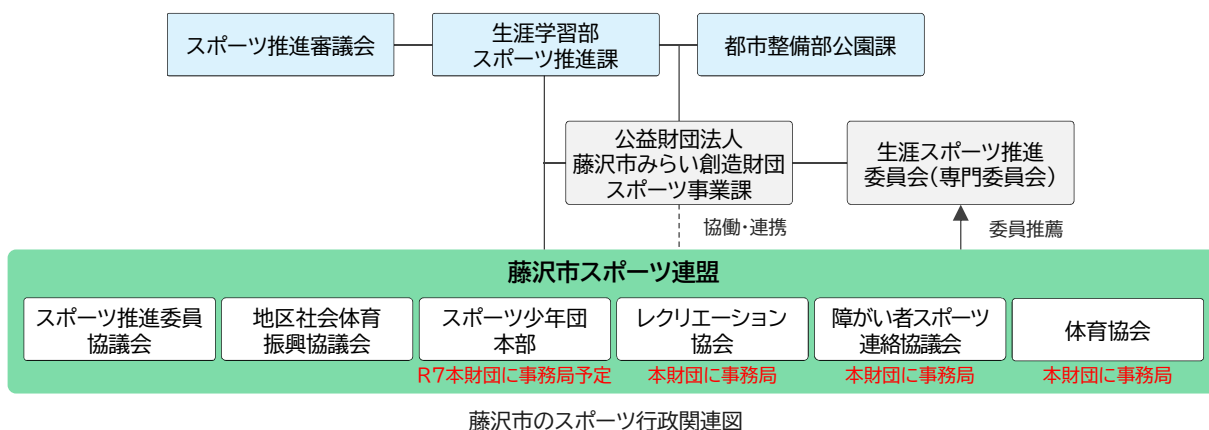 スポーツ推進審議会
生涯学習部
スポーツ推進課
都市整備部公園課
公益財団法人
藤沢市みらい創造財団
スポーツ事業課
生涯スポーツ推進
委員会(専門委員会)
協働・連携
委員推薦
藤沢市スポーツ連盟
スポーツ推進委員
協議会
地区社会体育
振興協議会
スポーツ少年団
本部
レクリエーション
協会
障がい者スポーツ
連絡協議会
体育協会
R7本財団に事務局予定
本財団に事務局
本財団に事務局
本財団に事務局
藤沢市のスポーツ行政関連図